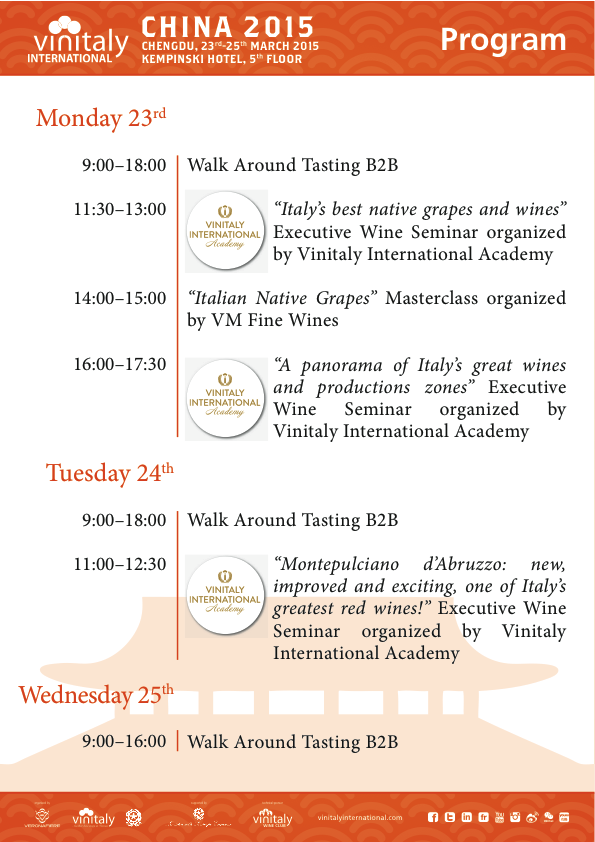 vinitaly
INTERNATIONAL
CHINA 2015
CHENGDU, 23rd-25th MARCH 2015
KEMPINSKI HOTEL, 5th FLOOR
Program
Monday 23rd
9:00–18:00 Walk Around Tasting B2B
11:30–13:00
VINITALY
INTERNATIONAL
Academy
“Italy’s best native grapes and wines”
Executive Wine Seminar organized
by Vinitaly International Academy
14:00–15:00 “Italian Native Grapes” Masterclass organized
by VM Fine Wines
16:00–17:30
VINITALY
INTERNATIONAL
Academy
“A panorama of Italy’s great wines
and productions zones” Executive
Wine Seminar organized by
Vinitaly International Academy
Tuesday 24th
9:00–18:00 Walk Around Tasting B2B
11:00–12:30
VINITALY
INTERNATIONAL
Academy
“Montepulciano d’Abruzzo: new,
improved and exciting, one of Italy’s
greatest red wines!” Executive Wine
Seminar organized by Vinitaly
International Academy
Wednesday 25th
9:00–16:00 Walk Around Tasting B2B
VERONAFIERE
vinitaly
vinitaly
WINE CLUB
vinitalyinternational.com